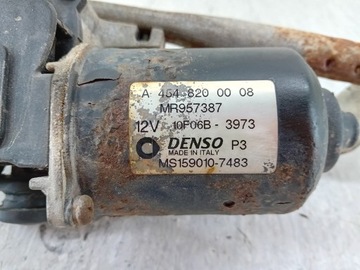 A 454 820 00 08
MR957387
12V 10F06B - 3973
DENSO P3
MADE IN ITALY
MS159010-7483